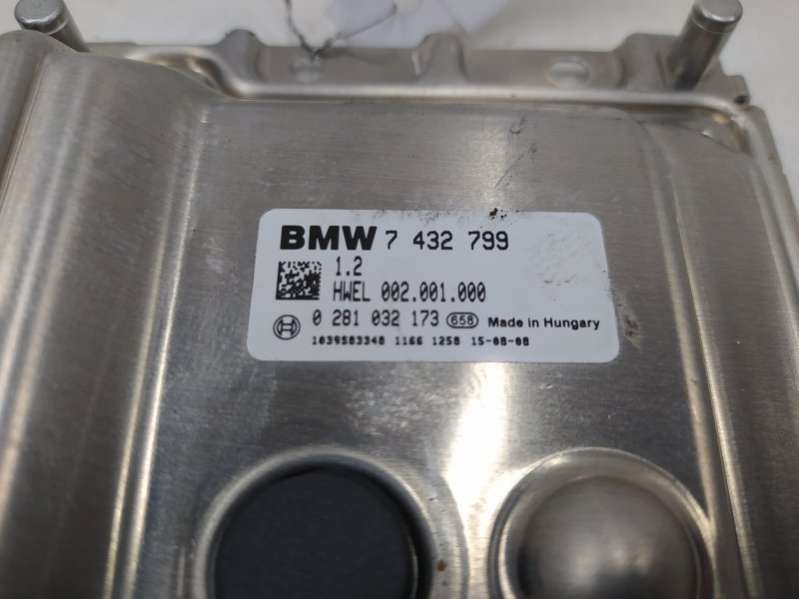 BMW 7 432 799
1.2
HWEL 002.001.000
0 281 032 173 658 Made in Hungary
1039S83348 1166 1258 15-08-08